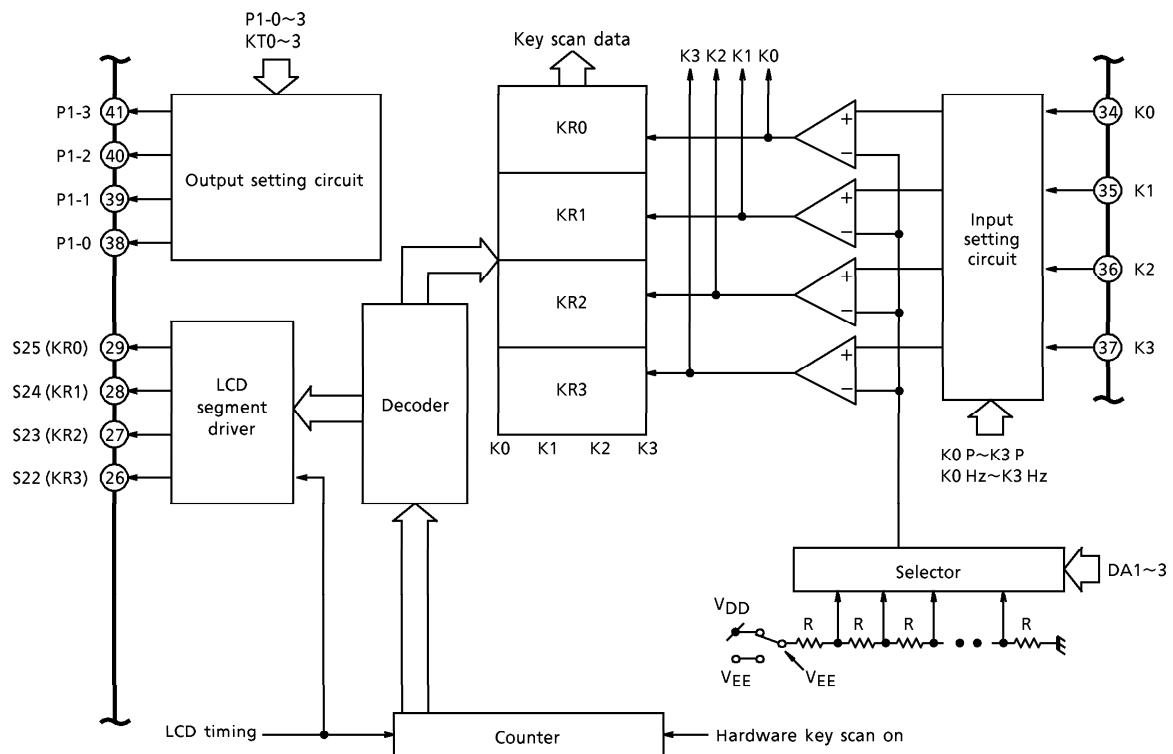 P1-0~3
KT0~3
Key scan data
K3 K2 K1 K0
P1-3 41
P1-2 40
P1-1 39
P1-0 38
Output setting circuit
KR0
KR1
KR2
KR3
K0 K1 K2 K3
+
−
+
−
+
−
+
−
Input
setting
circuit
34 K0
35 K1
36 K2
37 K3
K0 P~K3 P
K0 Hz~K3 Hz
S25 (KR0) 29
S24 (KR1) 28
S23 (KR2) 27
S22 (KR3) 26
LCD
segment
driver
Decoder
Selector
DA1~3
VDD
R R R R
VEE VEE
LCD timing
Counter
Hardware key scan on